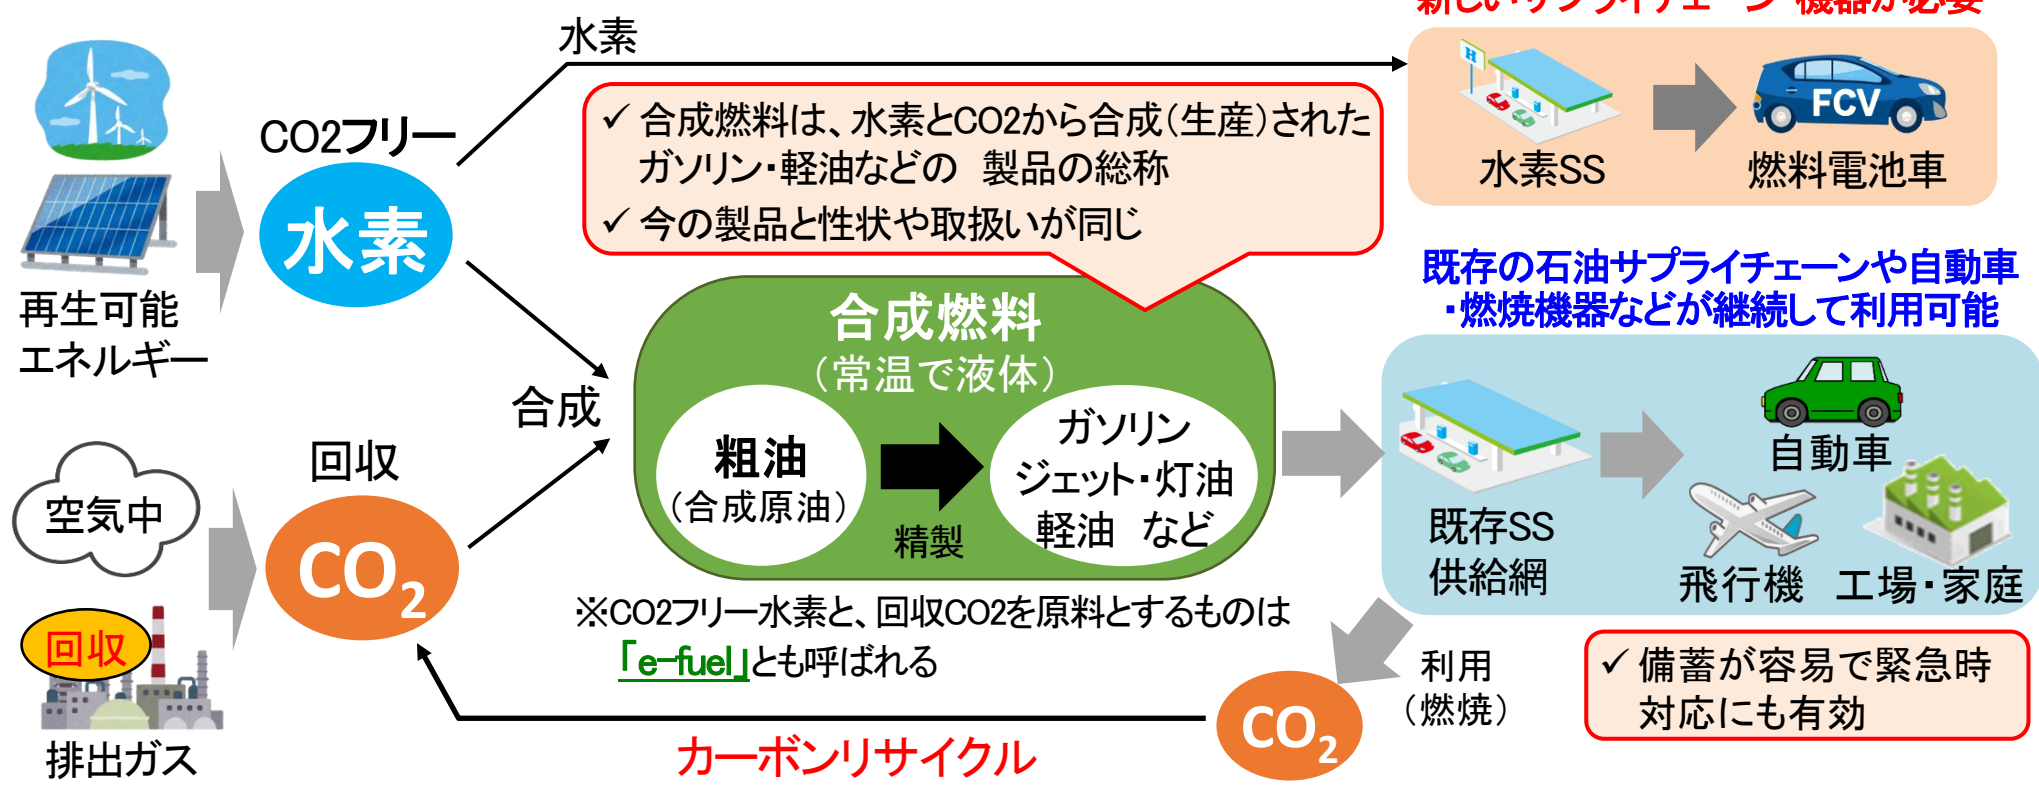 新しいサプライチェーン・機器が必要
水素
H
FCV
水素SS
燃料電池車
✓ 合成燃料は、水素とCO2から合成(生産)された
ガソリン・軽油などの 製品の総称
✓ 今の製品と性状や取扱いが同じ
CO2フリー
水素
再生可能
エネルギー
既存の石油サプライチェーンや自動車
・燃焼機器などが継続して利用可能
合成燃料
(常温で液体)
合成
粗油
(合成原油)
精製
ガソリン
ジェット・灯油
軽油 など
自動車
既存SS
供給網
飛行機
工場・家庭
回収
空気中
CO₂
回収
排出ガス
※CO2フリー水素と、回収CO2を原料とするものは
「e-fuel」とも呼ばれる
利用
(燃焼)
CO₂
カーボンリサイクル
✓ 備蓄が容易で緊急時
対応にも有効